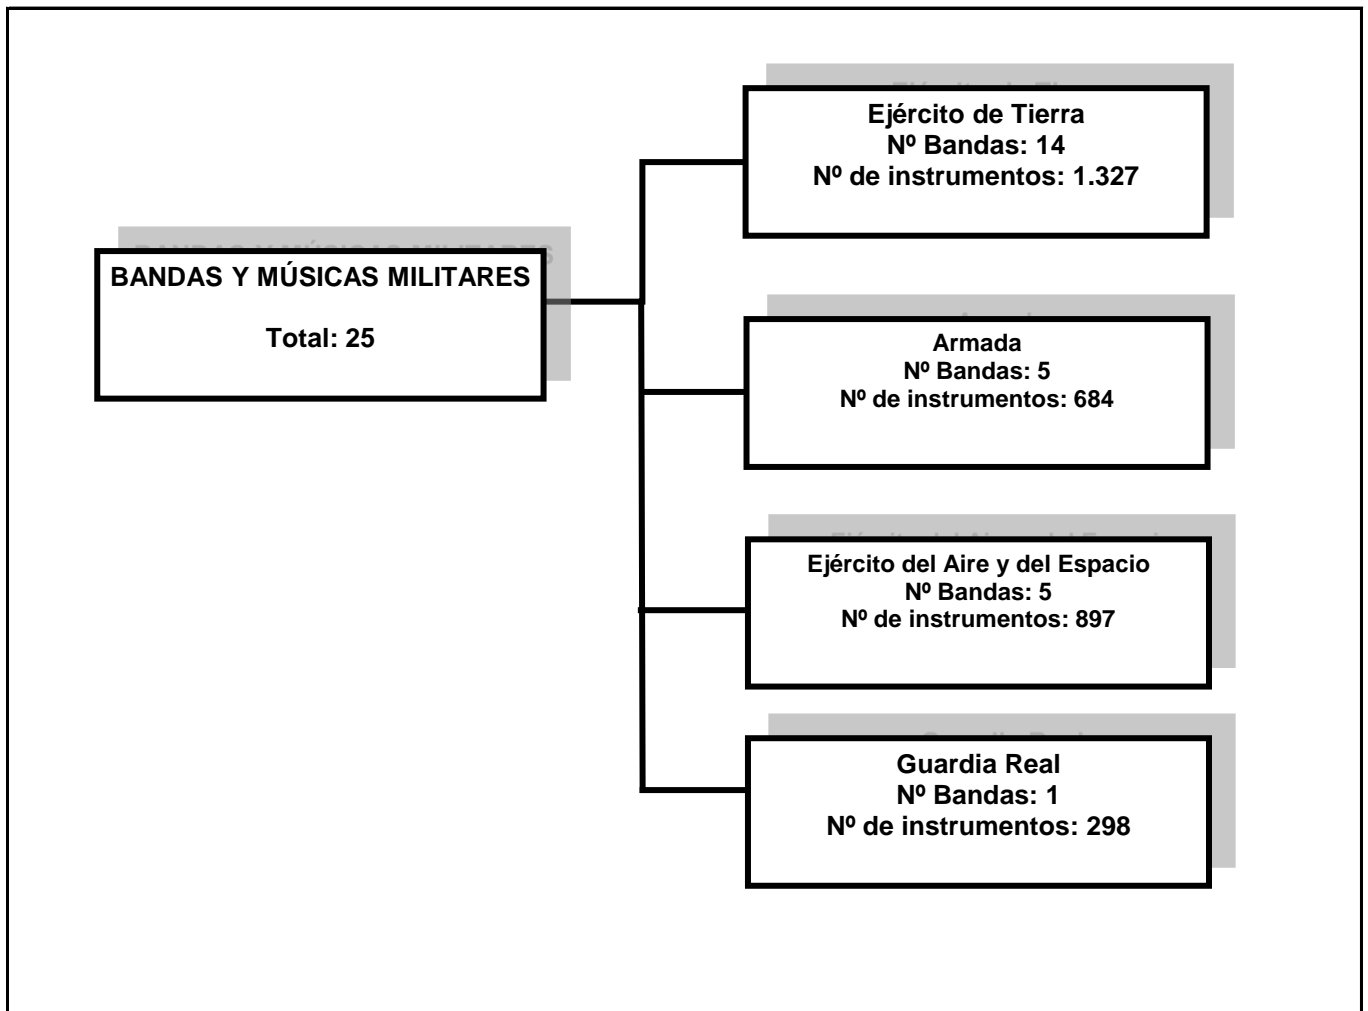 BANDAS Y MÚSICAS MILITARES
Total: 25
Ejército de Tierra
Nº Bandas: 14
Nº de instrumentos: 1.327
Armada
Nº Bandas: 5
Nº de instrumentos: 684
Ejército del Aire y del Espacio
Nº Bandas: 5
Nº de instrumentos: 897
Guardia Real
Nº Bandas: 1
Nº de instrumentos: 298